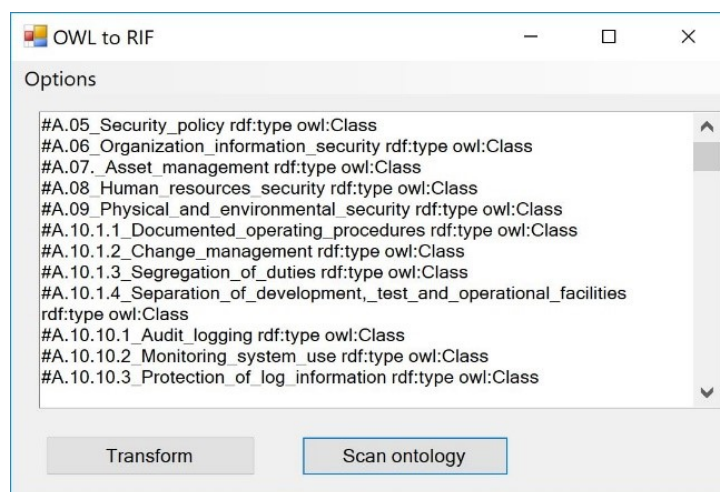 OWL to RIF
Options
#A.05_Security_policy rdf:type owl:Class
#A.06_Organization_information_security rdf:type owl:Class
#A.07._Asset_management rdf:type owl:Class
#A.08_Human_resources_security rdf:type owl:Class
#A.09_Physical_and_environmental_security rdf:type owl:Class
#A.10.1.1_Documented_operating_procedures rdf:type owl:Class
#A.10.1.2_Change_management rdf:type owl:Class
#A.10.1.3_Segregation_of_duties rdf:type owl:Class
#A.10.1.4_Separation_of_development,_test_and_operational_facilities
rdf:type owl:Class
#A.10.10.1_Audit_logging rdf:type owl:Class
#A.10.10.2_Monitoring_system_use rdf:type owl:Class
#A.10.10.3_Protection_of_log_information rdf:type owl:Class
Transform
Scan ontology